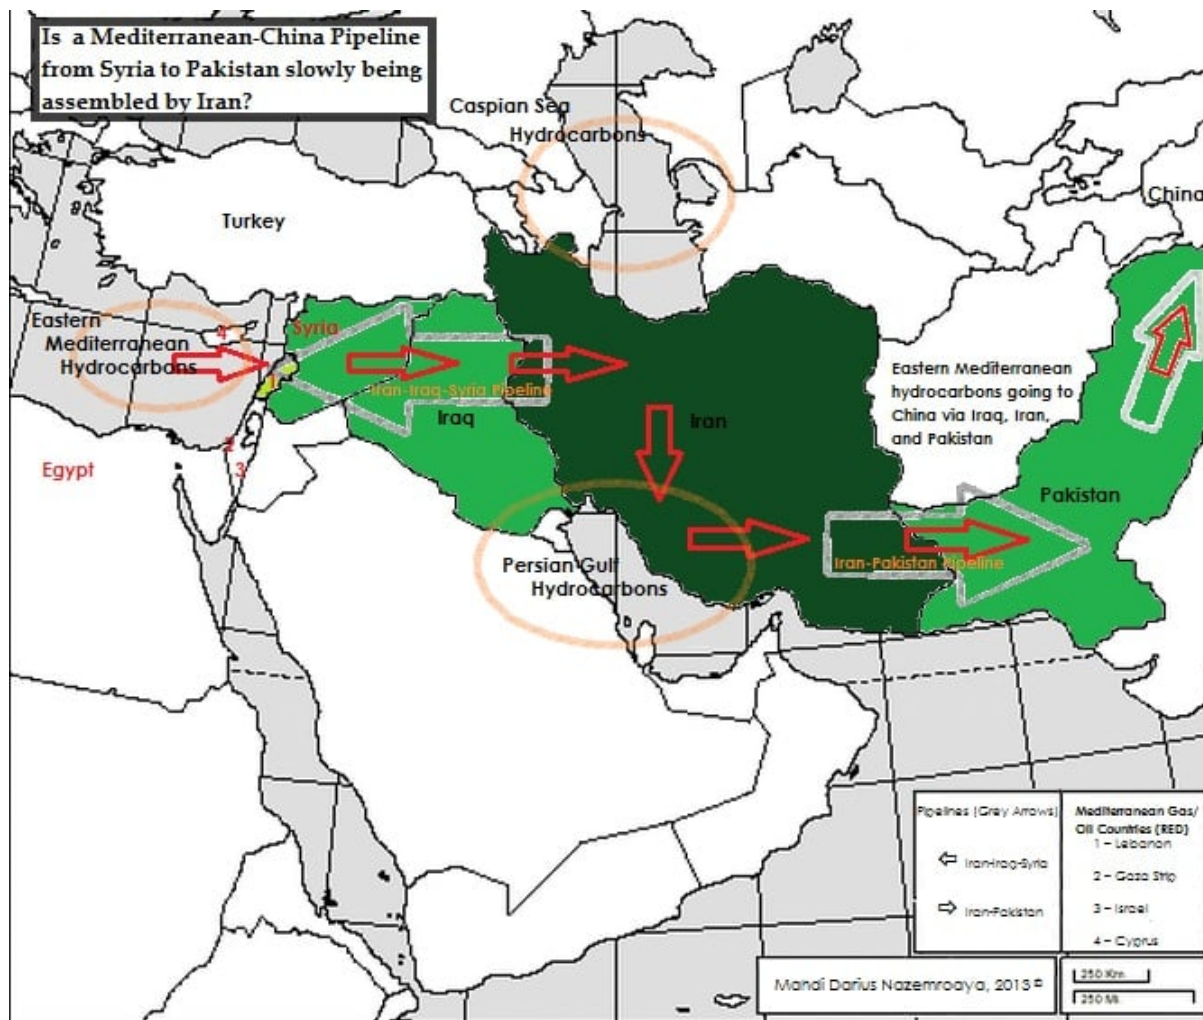 Is a Mediterranean-China Pipeline
from Syria to Pakistan slowly being
assembled by Iran?
Caspian Sea
Hydrocarbons
China
Turkey
Eastern
Mediterranean
Hydrocarbons
4
Syria
1
Iran-Iraq-Syria Pipeline
Iraq
Iran
Eastern Mediterranean
hydrocarbons going to
China via Iraq, Iran,
and Pakistan
2
3
Egypt
Pakistan
Persian Gulf
Hydrocarbons
Iran-Pakistan Pipeline
Pipelines (Grey Arrows)
Iran-Iraq-Syria
Iran-Pakistan
Mediterranean Gas/
Oil Countries (RED)
1 – Lebanon
2 – Gaza Strip
3 – Israel
4 – Cyprus
Mahdi Darius Nazemroaya, 2013 ©
250 Km
250 Mi